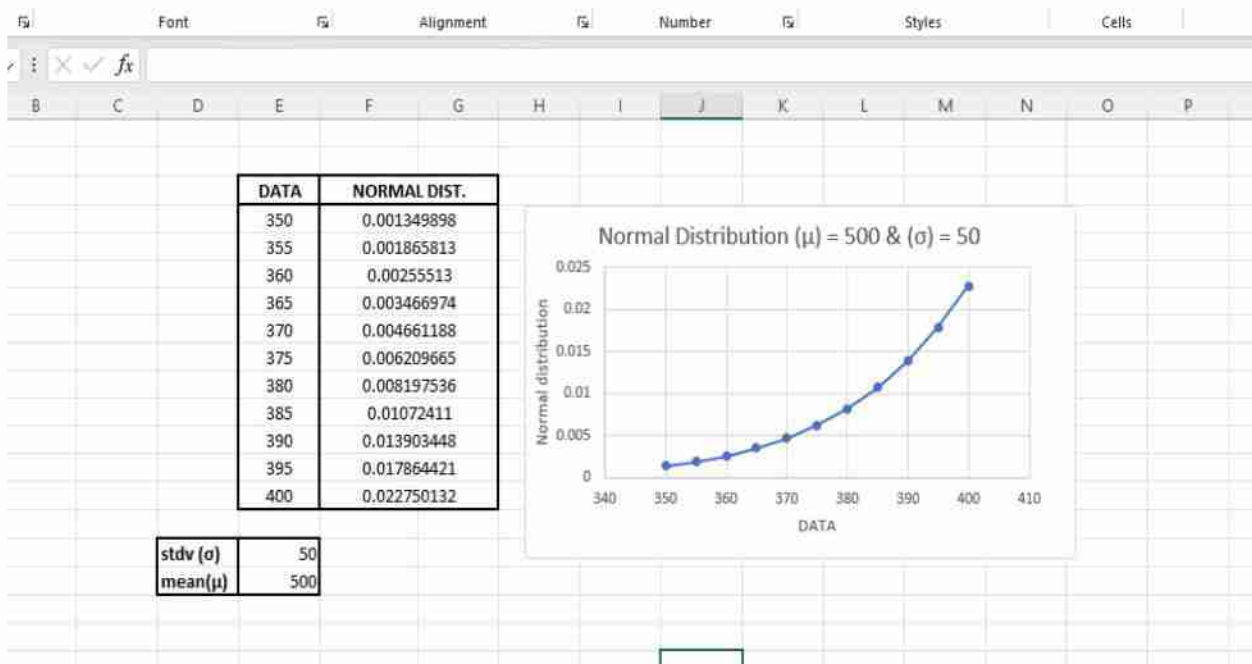 Font Alignment Number Styles Cells
fx
B C D E F G H I J K L M N O P
DATA NORMAL DIST.
350 0.001349898
355 0.001865813
360 0.00255513
365 0.003466974
370 0.004661188
375 0.006209665
380 0.008197536
385 0.01072411
390 0.013903448
395 0.017864421
400 0.022750132
stdv (σ) 50
mean(μ) 500
Normal Distribution (μ) = 500 & (σ) = 50
Normal distribution
0.025
0.02
0.015
0.01
0.005
0
340 350 360 370 380 390 400 410
DATA